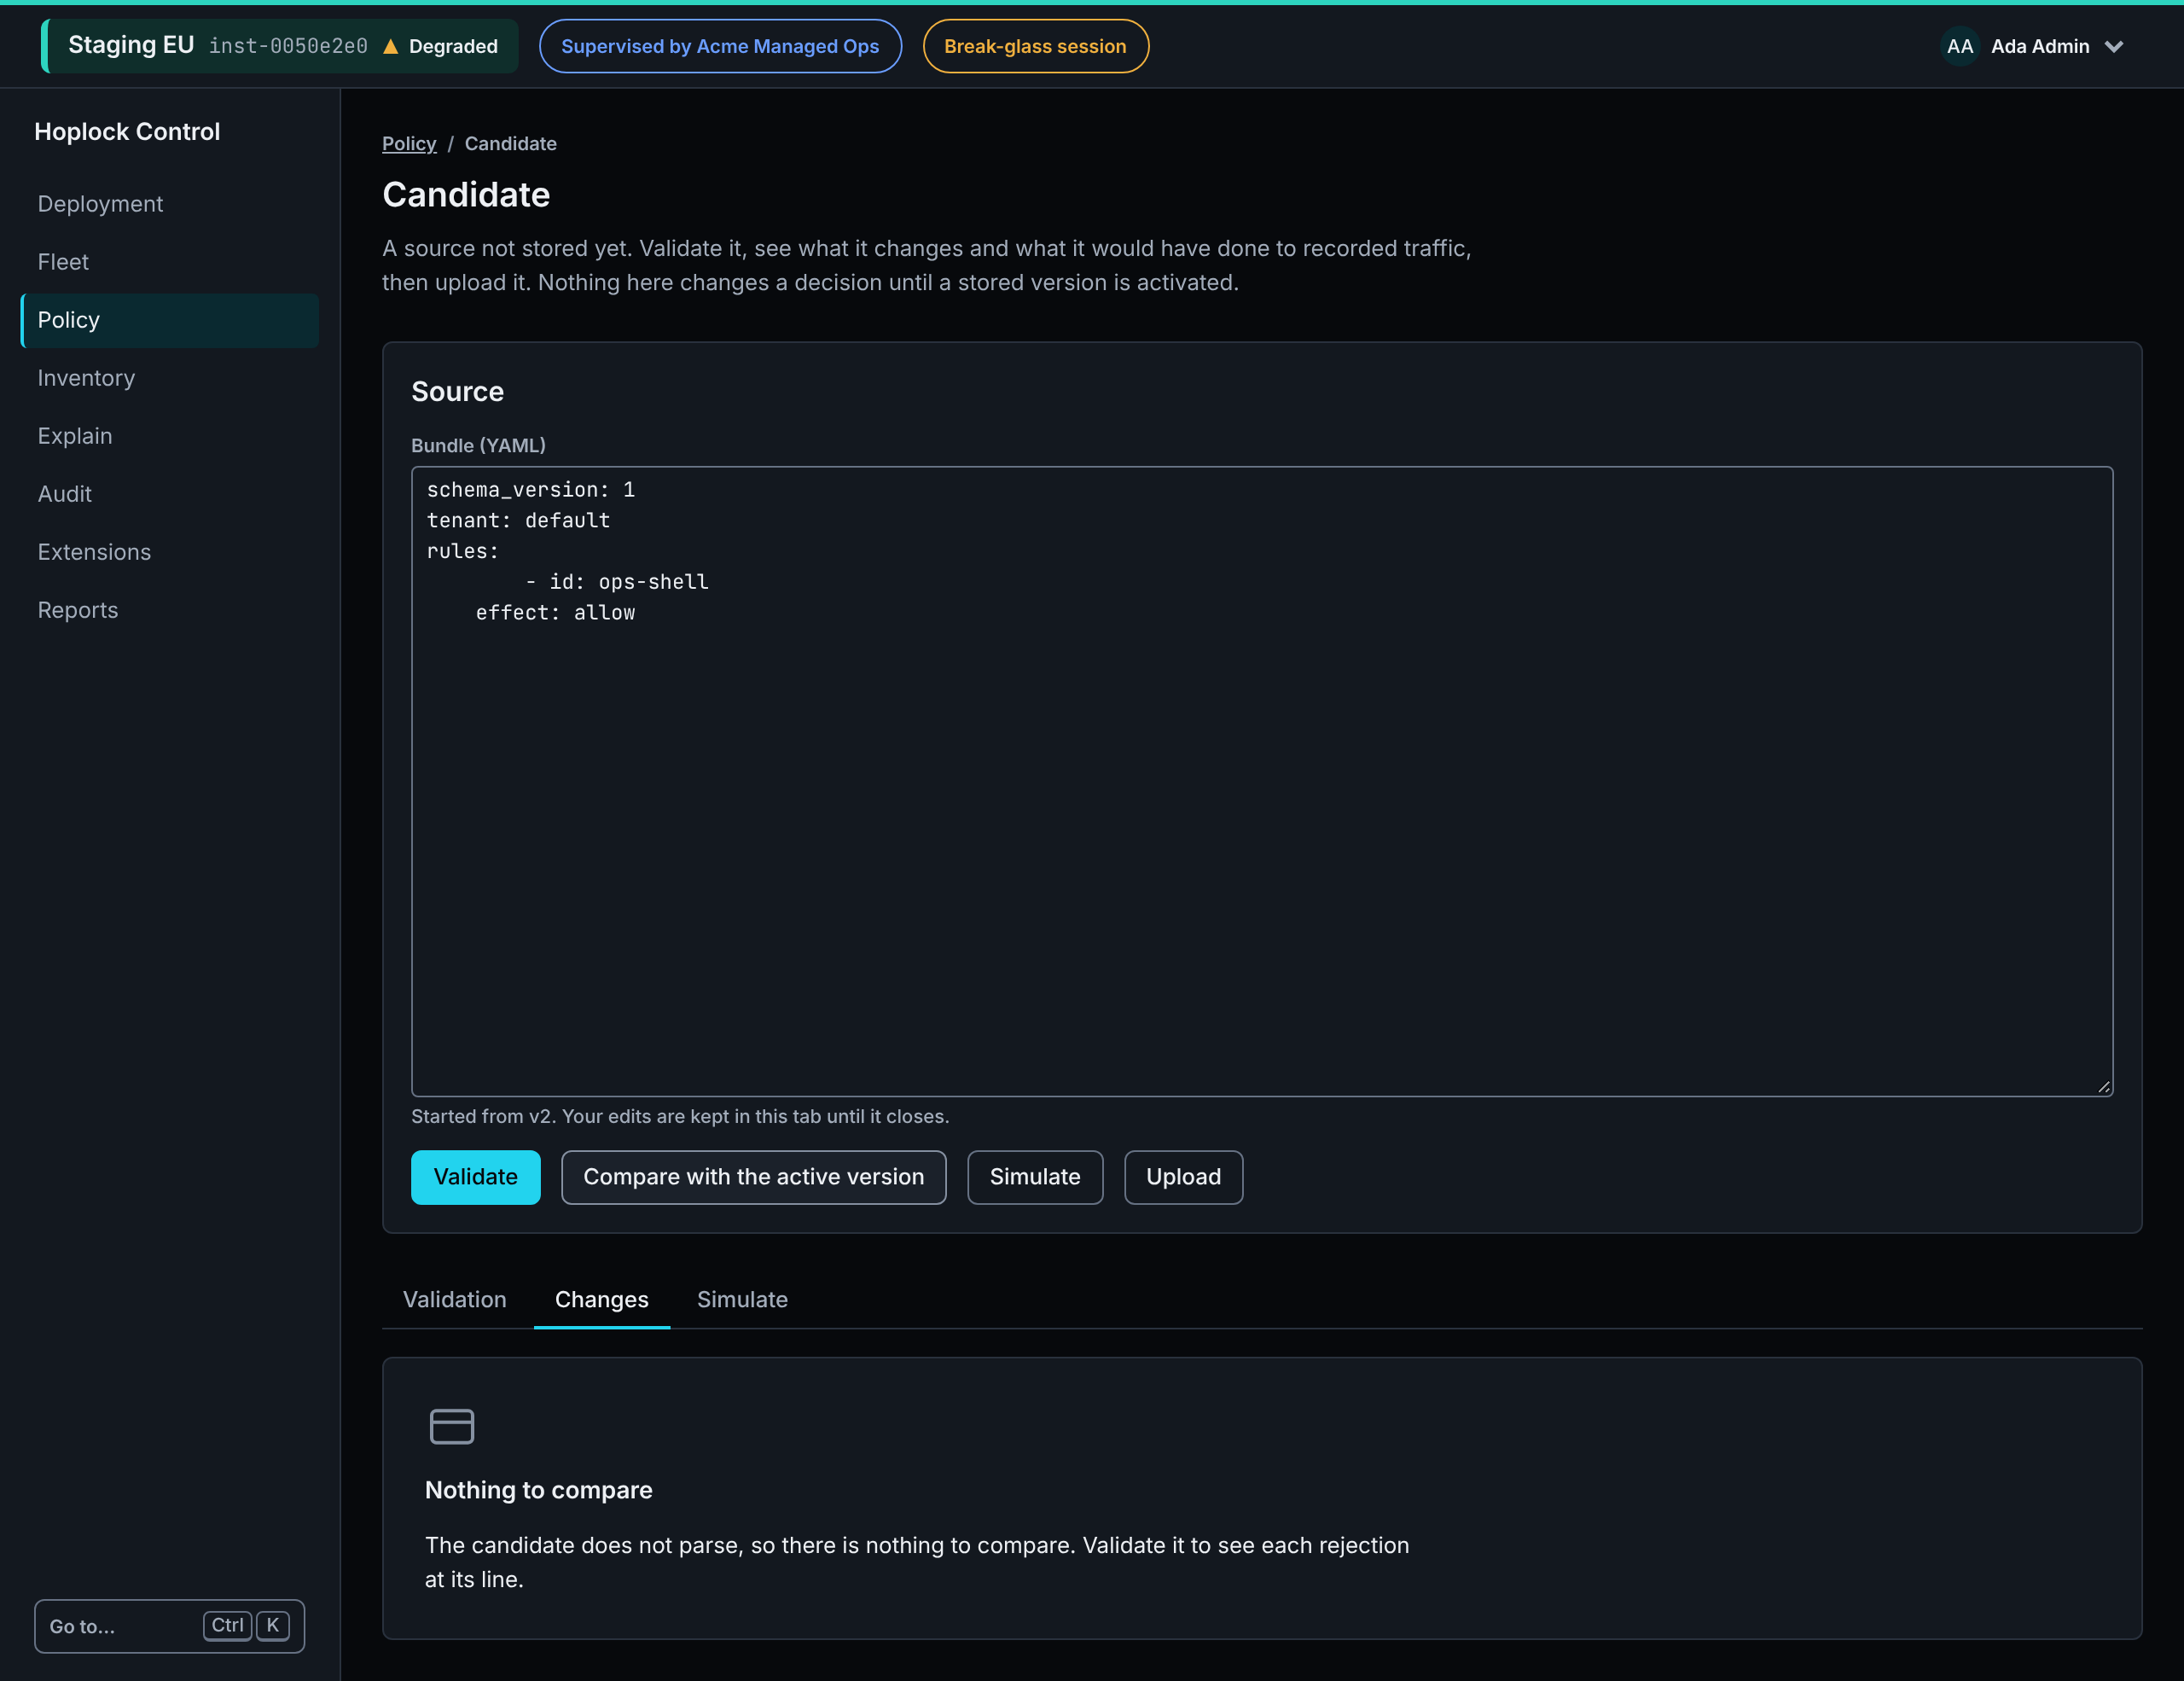 Staging EU inst-0050e2e0 Degraded
Supervised by Acme Managed Ops
Break-glass session
AA Ada Admin
Hoplock Control
Deployment
Fleet
Policy
Inventory
Explain
Audit
Extensions
Reports
Go to...
Ctrl K
Policy / Candidate
Candidate
A source not stored yet. Validate it, see what it changes and what it would have done to recorded traffic,
then upload it. Nothing here changes a decision until a stored version is activated.
Source
Bundle (YAML)
schema_version: 1
tenant: default
rules:
        - id: ops-shell
    effect: allow
Started from v2. Your edits are kept in this tab until it closes.
Validate
Compare with the active version
Simulate
Upload
Validation
Changes
Simulate
Nothing to compare
The candidate does not parse, so there is nothing to compare. Validate it to see each rejection
at its line.